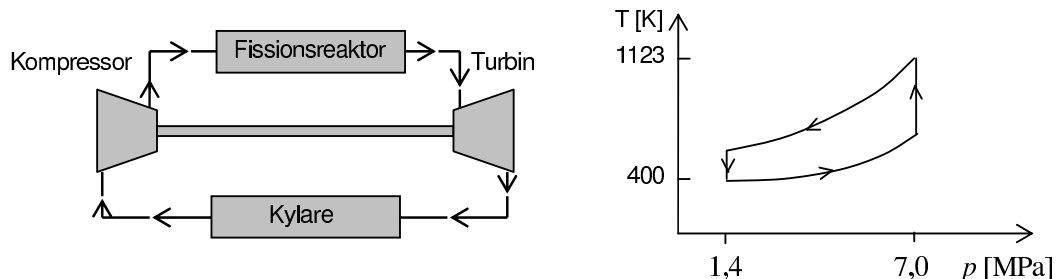 Kompressor
Fissionsreaktor
Turbin
Kylare
T [K]
1123
400
1,4
7,0
p [MPa]